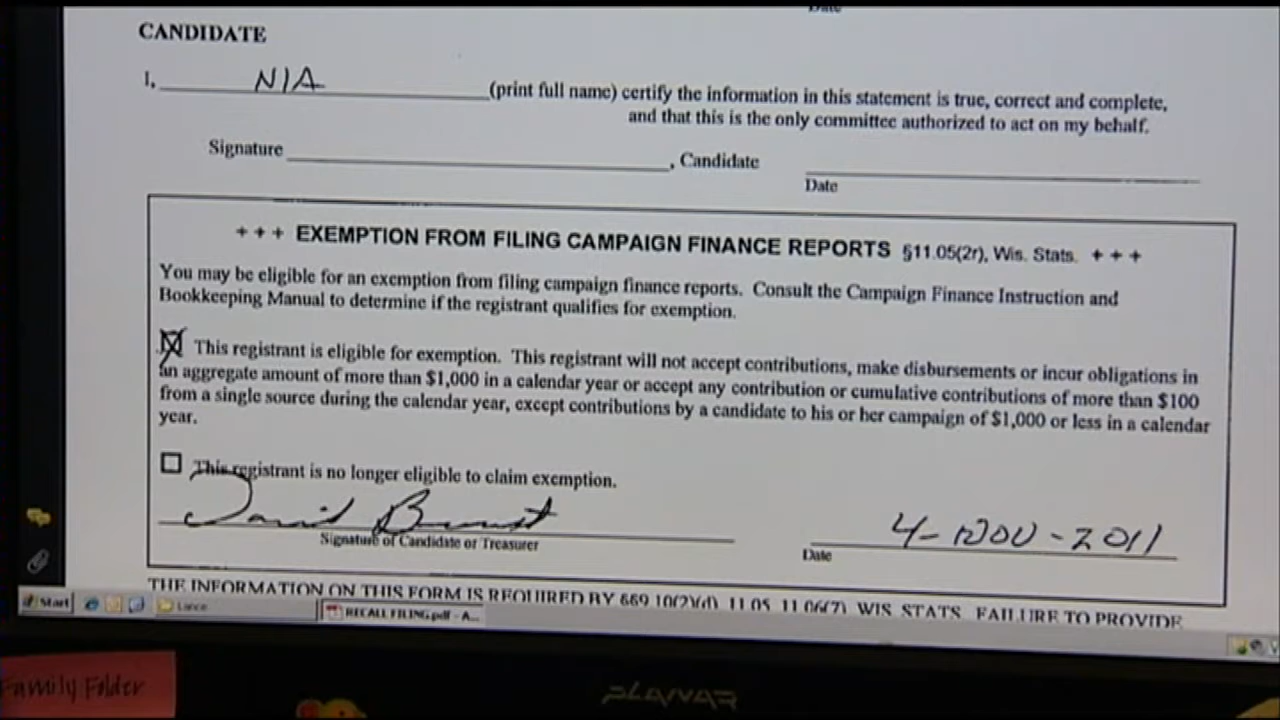 Date
CANDIDATE
I, N/A (print full name) certify the information in this statement is true, correct and complete,
and that this is the only committee authorized to act on my behalf.
Signature , Candidate
Date
+ + + EXEMPTION FROM FILING CAMPAIGN FINANCE REPORTS §11.05(2r), Wis. Stats. + + +
You may be eligible for an exemption from filing campaign finance reports. Consult the Campaign Finance Instruction and
Bookkeeping Manual to determine if the registrant qualifies for exemption.
This registrant is eligible for exemption. This registrant will not accept contributions, make disbursements or incur obligations in
an aggregate amount of more than $1,000 in a calendar year or accept any contribution or cumulative contributions of more than $100
from a single source during the calendar year, except contributions by a candidate to his or her campaign of $1,000 or less in a calendar
year.
This registrant is no longer eligible to claim exemption.
David 4-NOV-2011
Signature of Candidate or Treasurer
Date
THE INFORMATION ON THIS FORM IS REQUIRED BY §§9.10(2)(d), 11.05, 11.06(7), WIS. STATS. FAILURE TO PROVIDE
Start Lance RECALL FILING.pdf - A...
Family Folder
PLANAR